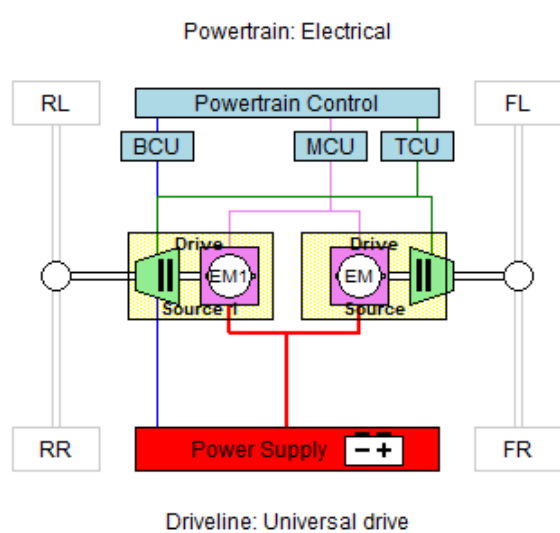 Powertrain: Electrical
RL
Powertrain Control
FL
BCU
MCU
TCU
Drive
Drive
EM1
EM
Source 1
Source
RR
Power Supply
FR
Driveline: Universal drive